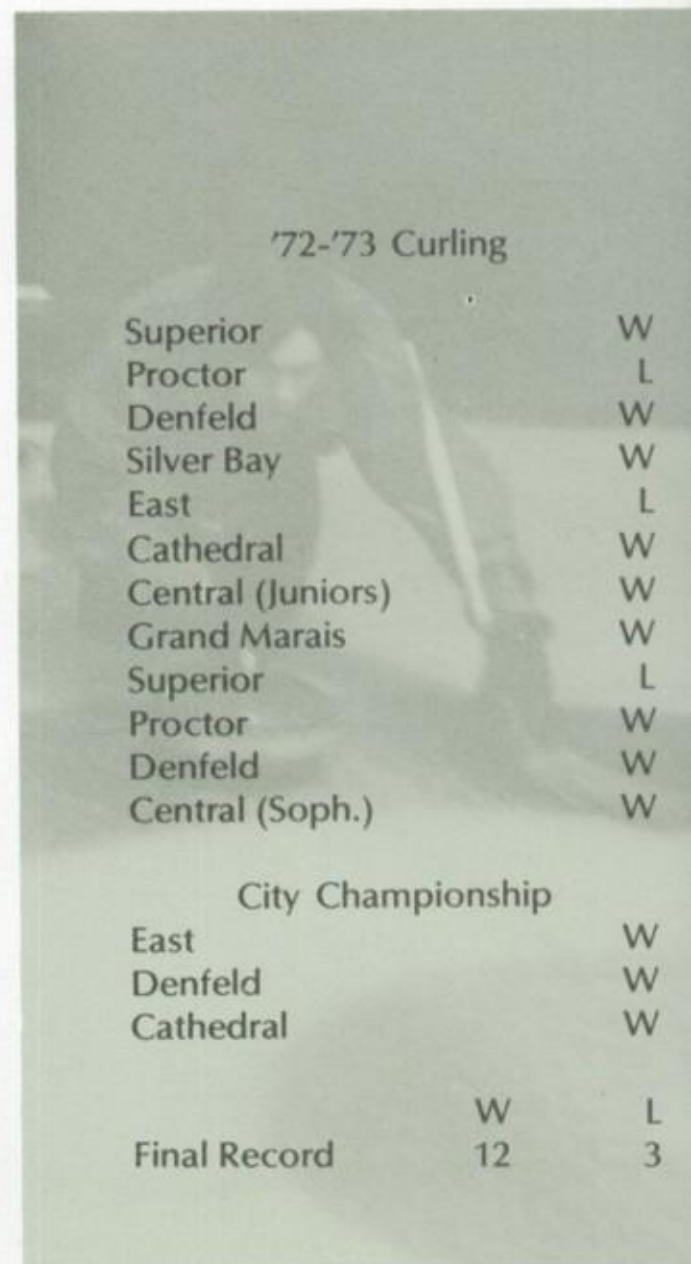 '72-'73 Curling
Superior W
Proctor L
Denfeld W
Silver Bay W
East L
Cathedral W
Central (Juniors) W
Grand Marais W
Superior L
Proctor W
Denfeld W
Central (Soph.) W
City Championship
East W
Denfeld W
Cathedral W
W L
Final Record 12 3